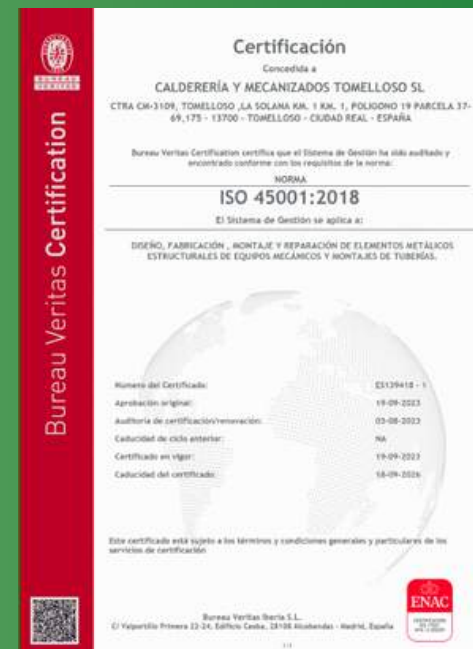 BUREAU
VERITAS
Bureau Veritas Certification
Certificación
Concedida a
CALDERERÍA Y MECANIZADOS TOMELLOSO SL
CTRA CM-3109, TOMELLOSO ,LA SOLANA KM. 1 KM. 1, POLIGONO 19 PARCELA 37-
69,175 - 13700 - TOMELLOSO - CIUDAD REAL - ESPAÑA
Bureau Veritas Certification certifica que el Sistema de Gestión ha sido auditado y
encontrado conforme con los requisitos de la norma:
NORMA
ISO 45001:2018
El Sistema de Gestión se aplica a:
DISEÑO, FABRICACIÓN , MONTAJE Y REPARACIÓN DE ELEMENTOS METÁLICOS
ESTRUCTURALES DE EQUIPOS MECÁNICOS Y MONTAJES DE TUBERÍAS.
Número del Certificado: ES139418 - 1
Aprobación original: 19-09-2023
Auditoría de certificación/renovación: 03-08-2023
Caducidad de ciclo anterior: NA
Certificado en vigor: 19-09-2023
Caducidad del certificado: 18-09-2026
Este certificado está sujeto a los términos y condiciones generales y particulares de los
servicios de certificación
Bureau Veritas Iberia S.L.
C/ Valportillo Primera 22-24, Edificio Caoba, 28108 Alcobendas - Madrid, España
1/1
ENAC
CERTIFICACIÓN